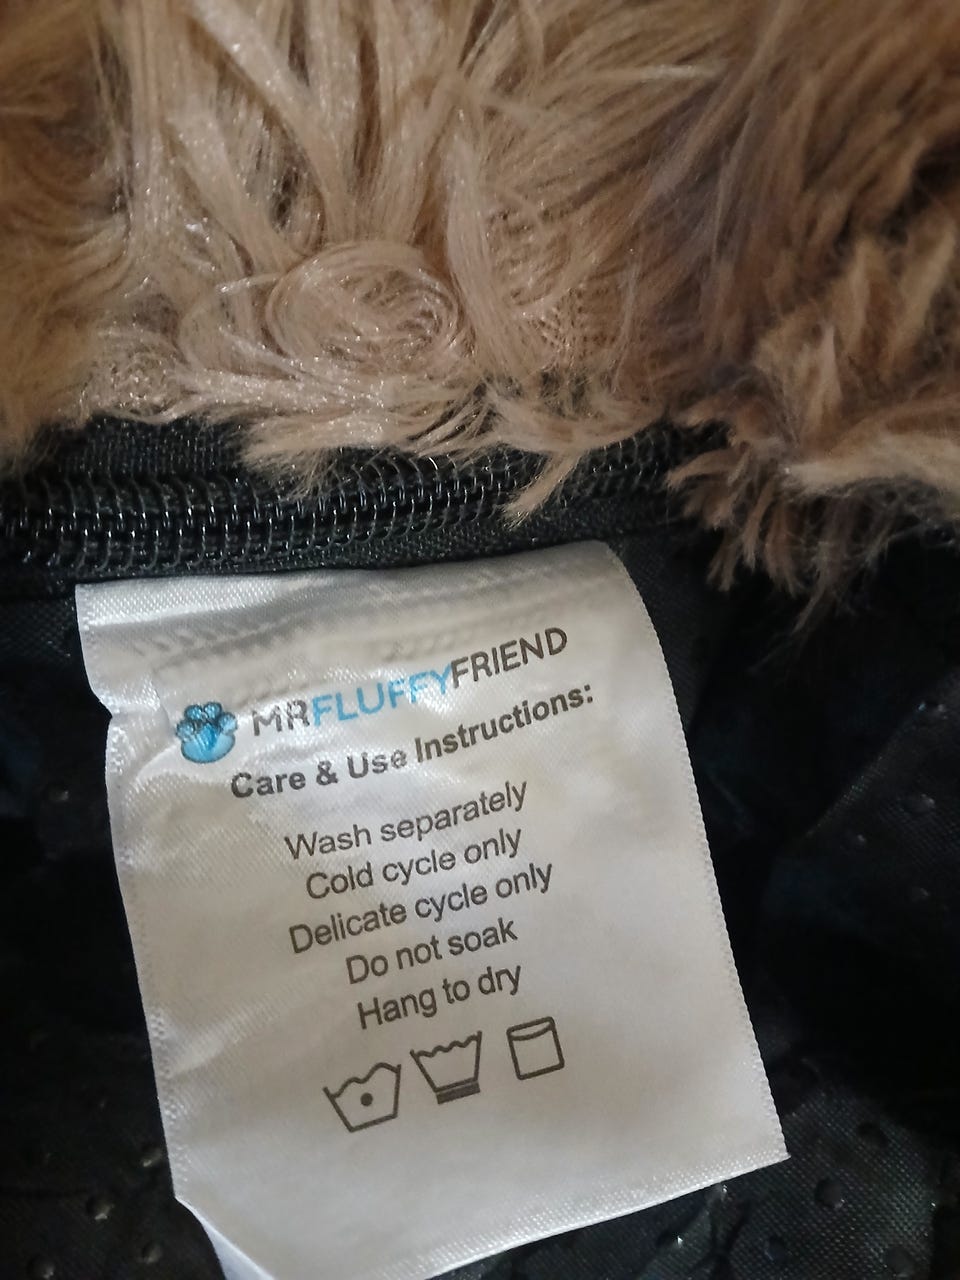 MRFLUFFYFRIEND
Care & Use Instructions:
Wash separately
Cold cycle only
Delicate cycle only
Do not soak
Hang to dry